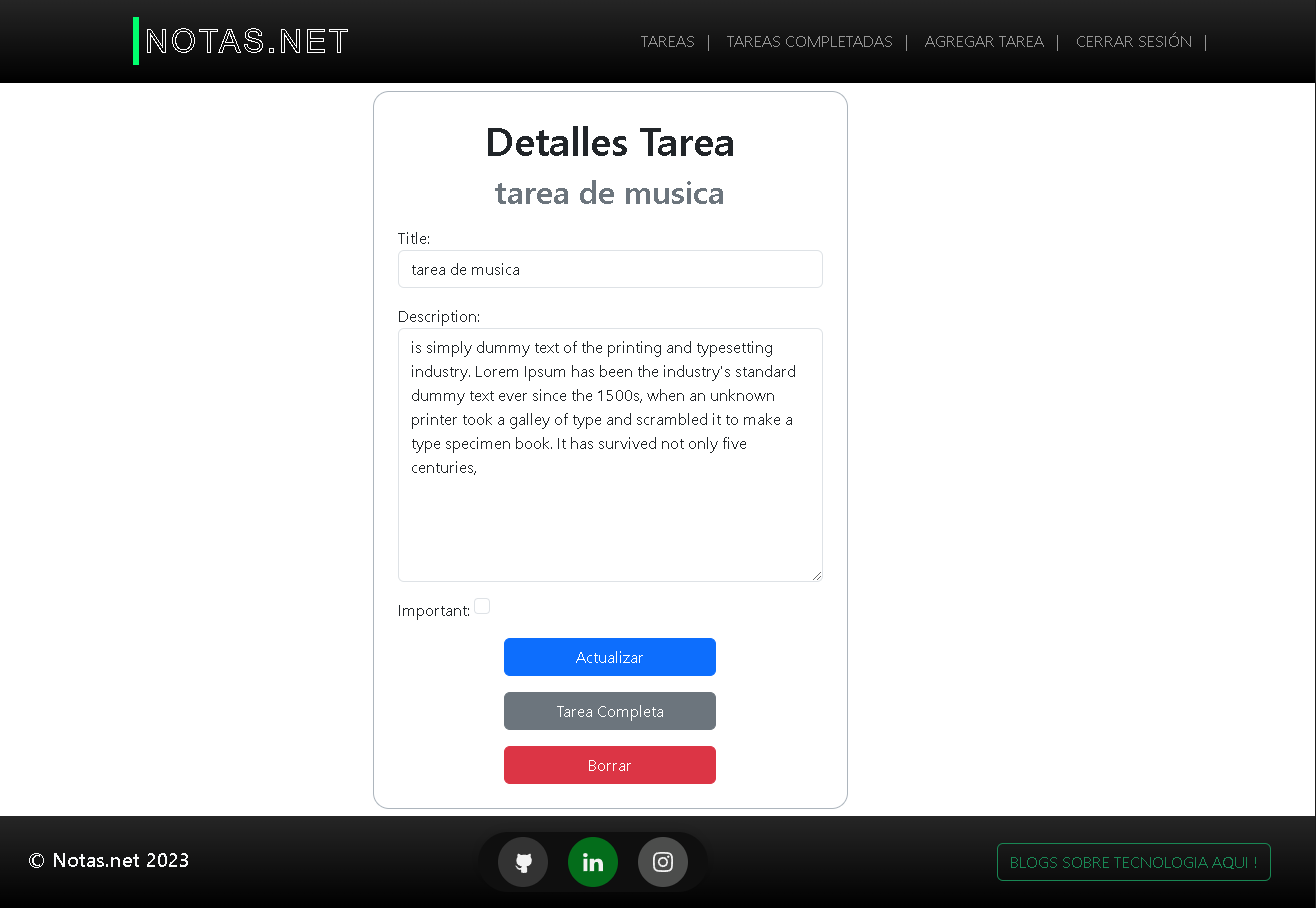 NOTAS.NET
TAREAS | TAREAS COMPLETADAS | AGREGAR TAREA | CERRAR SESIÓN |
Detalles Tarea
tarea de musica
Title:
tarea de musica
Description:
is simply dummy text of the printing and typesetting
industry. Lorem Ipsum has been the industry's standard
dummy text ever since the 1500s, when an unknown
printer took a galley of type and scrambled it to make a
type specimen book. It has survived not only five
centuries,
Important:
Actualizar
Tarea Completa
Borrar
© Notas.net 2023
in
BLOGS SOBRE TECNOLOGIA AQUI !